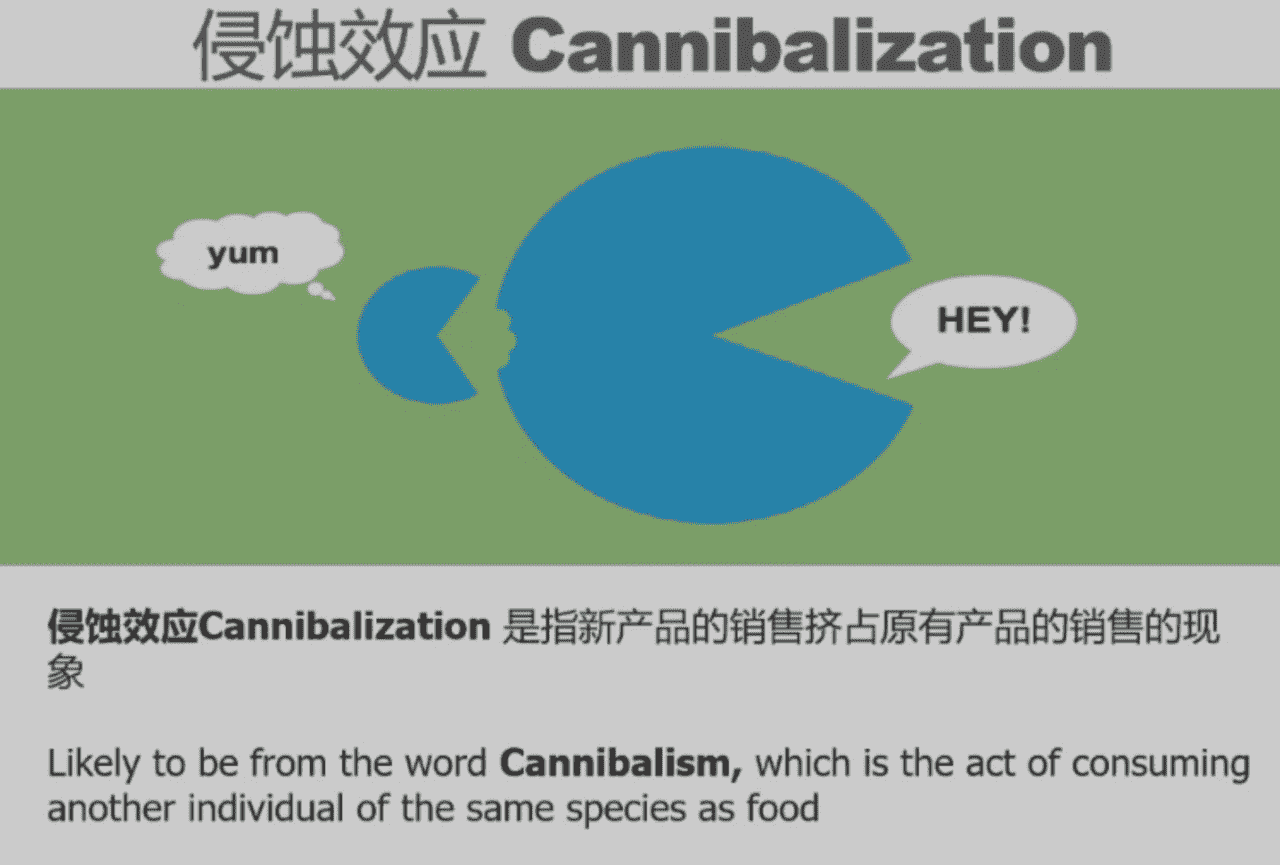 侵蚀效应 Cannibalization
yum
HEY!
侵蚀效应Cannibalization 是指新产品的销售挤占原有产品的销售的现
象
Likely to be from the word Cannibalism, which is the act of consuming
another individual of the same species as food